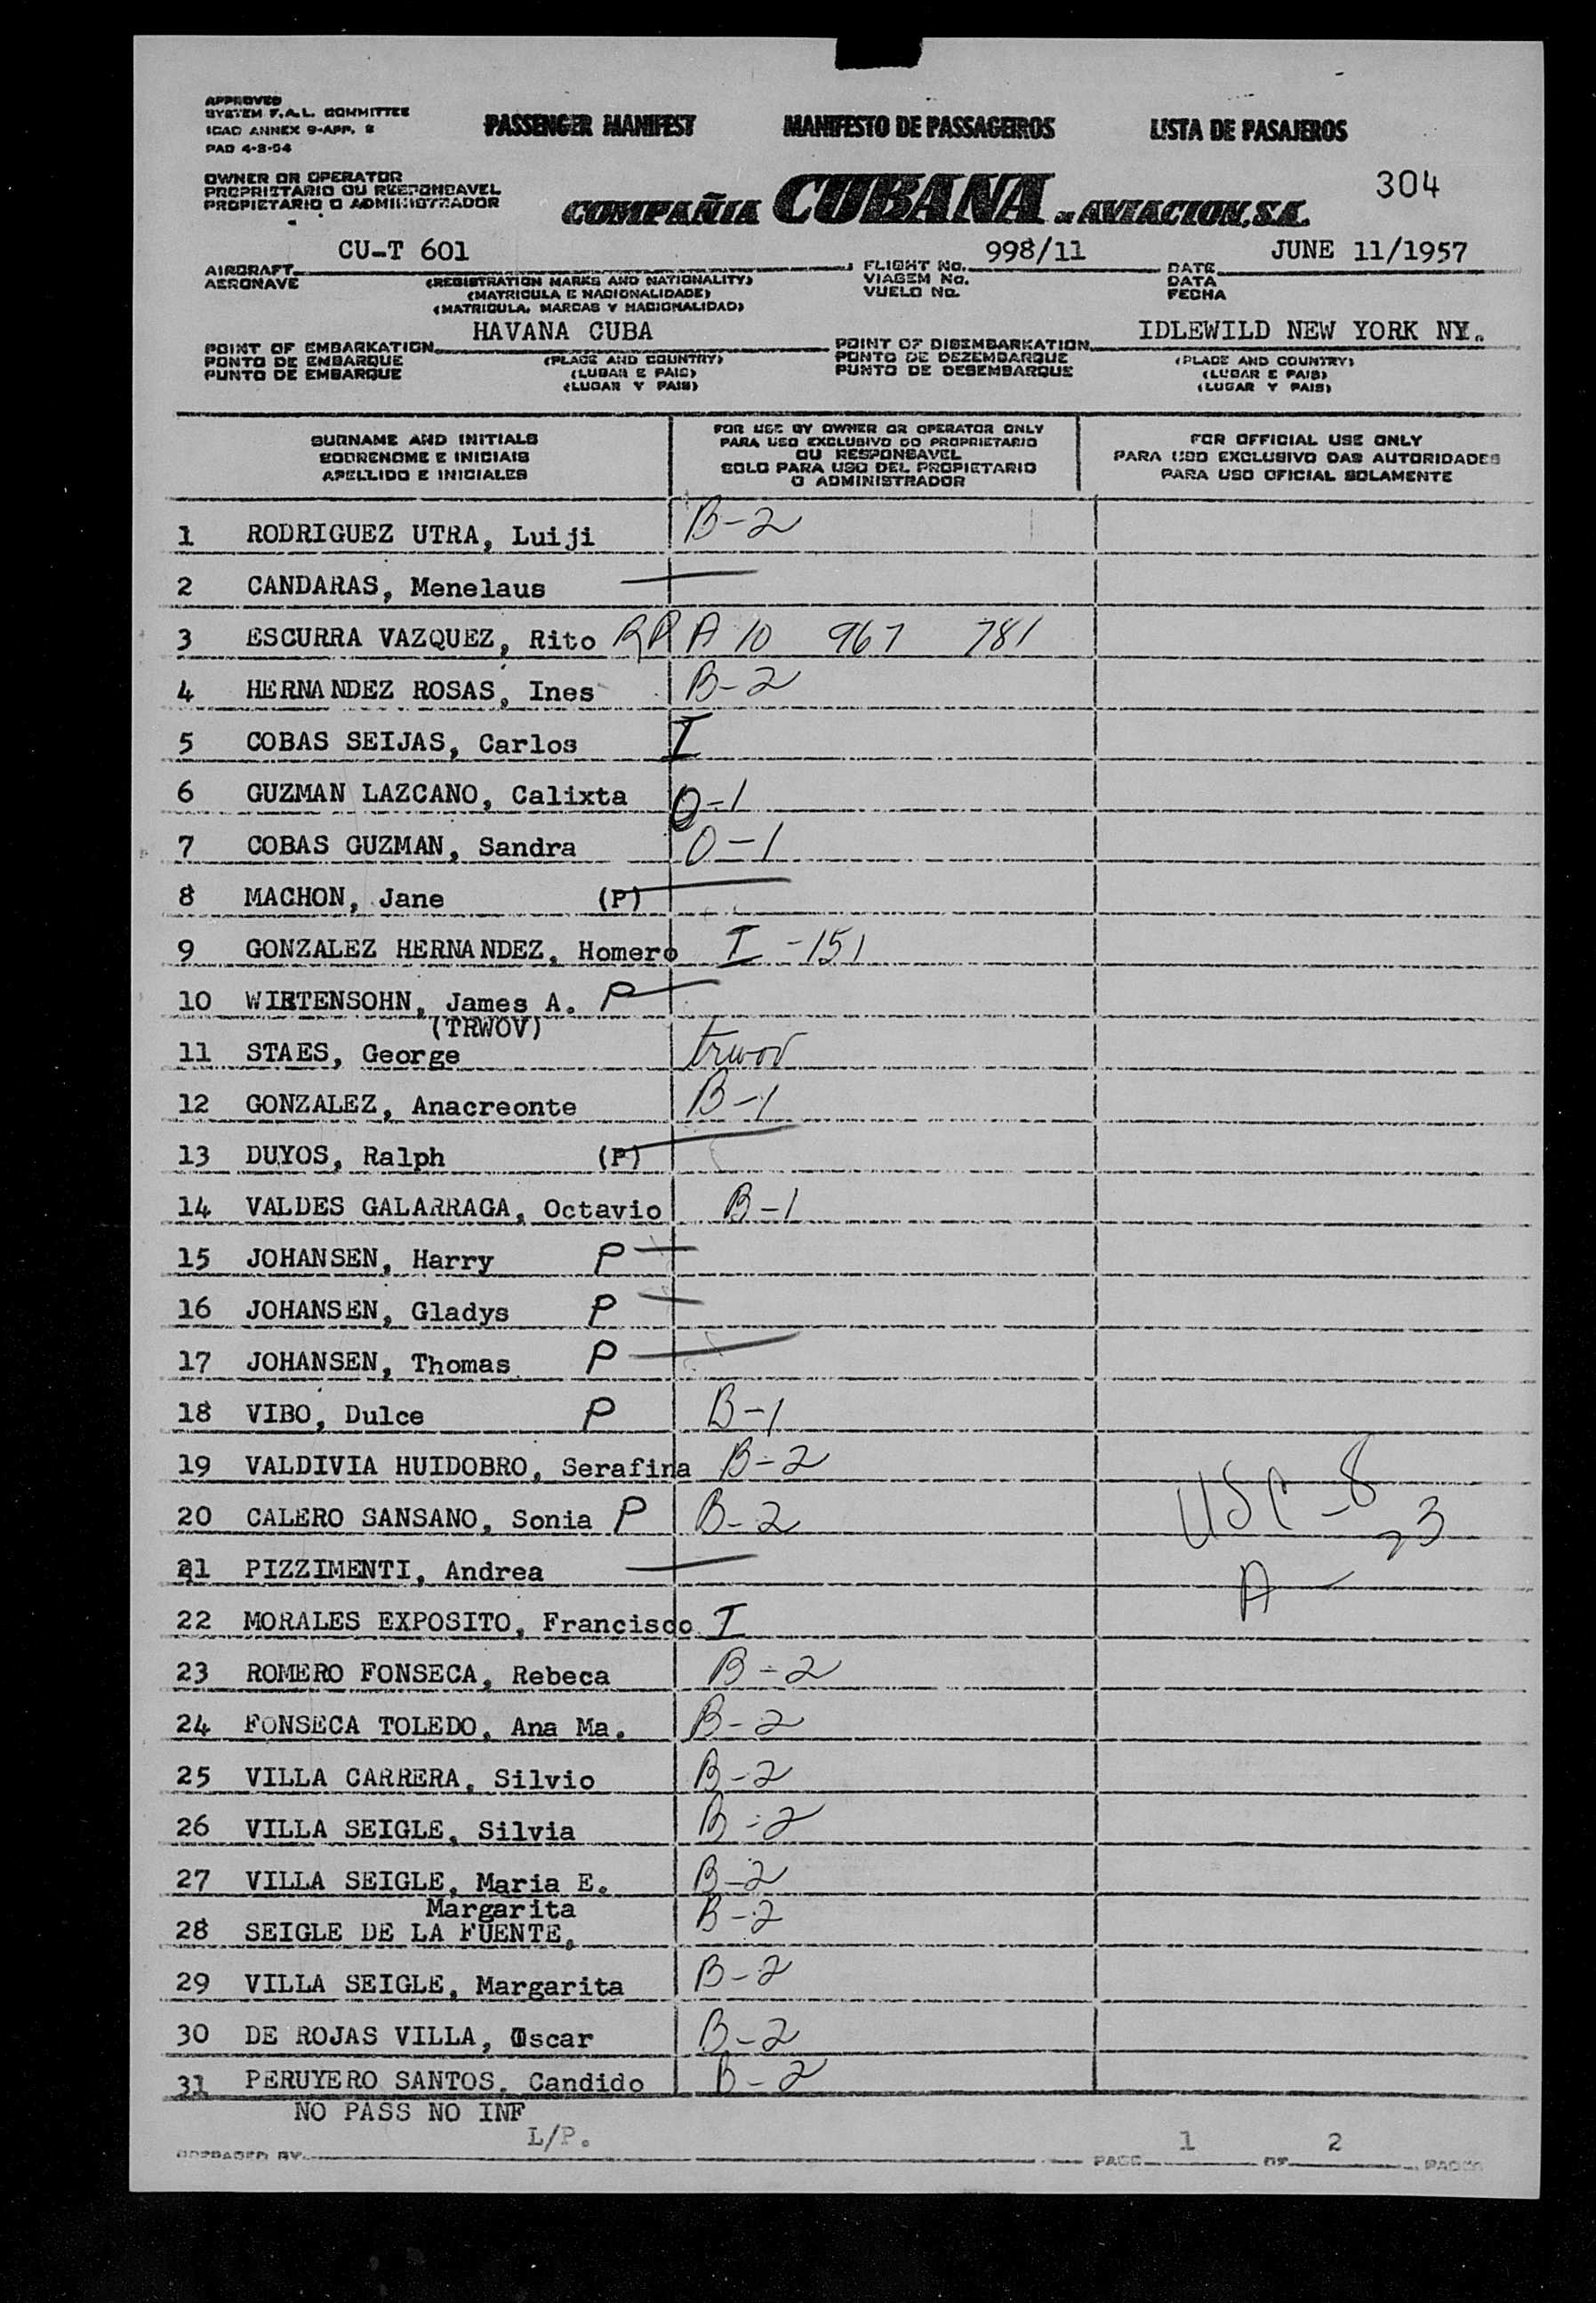 APPROVED
SYSTEM F.A.L. COMMITTEE
ICAO ANNEX 9-APP. 8
PAD 4-8-54
PASSENGER MANIFEST MANIFESTO DE PASSAGEIROS LISTA DE PASAJEROS
OWNER OR OPERATOR
PROPRIETARIO OU RESPONSAVEL
PROPIETARIO O ADMINISTRADOR
COMPAÑIA CUBANA DE AVIACION, S.A.
304
AIRCRAFT CU-T 601 FLIGHT No. 998/11 DATE JUNE 11/1957
AERONAVE (REGISTRATION MARKS AND NATIONALITY) VIAGEM No. DATA
(MATRICULA E NACIONALIDADE) VUELO No. FECHA
(MATRICULA, MARCAS Y NACIONALIDAD)
POINT OF EMBARKATION HAVANA CUBA POINT OF DISEMBARKATION IDLEWILD NEW YORK NY.
PONTO DE EMBARQUE (PLACE AND COUNTRY) PONTO DE DEZEMBARQUE (PLACE AND COUNTRY)
PUNTO DE EMBARQUE (LUGAR E PAIS) PUNTO DE DESEMBARQUE (LUGAR E PAIS)
(LUGAR Y PAIS) (LUGAR Y PAIS)
SURNAME AND INITIALS
SOBRENOME E INICIAIS
APELLIDO E INICIALES
FOR USE BY OWNER OR OPERATOR ONLY
PARA USO EXCLUSIVO DO PROPRIETARIO
OU RESPONSAVEL
SOLO PARA USO DEL PROPIETARIO
O ADMINISTRADOR
FOR OFFICIAL USE ONLY
PARA USO EXCLUSIVO DAS AUTORIDADES
PARA USO OFICIAL SOLAMENTE
1 RODRIGUEZ UTRA, Luiji B-2
2 CANDARAS, Menelaus —
3 ESCURRA VAZQUEZ, Rito RP A 10 967 781
4 HERNANDEZ ROSAS, Ines B-2
5 COBAS SEIJAS, Carlos I
6 GUZMAN LAZCANO, Calixta O-1
7 COBAS GUZMAN, Sandra O-1
8 MACHON, Jane (P) —
9 GONZALEZ HERNANDEZ, Homero I-151
10 WIRTENSOHN, James A. P —
(TRWOV)
11 STAES, George trwov
12 GONZALEZ, Anacreonte B-1
13 DUYOS, Ralph (P) —
14 VALDES GALARRAGA, Octavio B-1
15 JOHANSEN, Harry P —
16 JOHANSEN, Gladys P —
17 JOHANSEN, Thomas P —
18 VIBO, Dulce P B-1
19 VALDIVIA HUIDOBRO, Serafina B-2
20 CALERO SANSANO, Sonia P B-2 USC - 8
23
21 PIZZIMENTI, Andrea — A —
22 MORALES EXPOSITO, Francisco I
23 ROMERO FONSECA, Rebeca B-2
24 FONSECA TOLEDO, Ana Ma. B-2
25 VILLA CARRERA, Silvio B-2
26 VILLA SEIGLE, Silvia B-2
27 VILLA SEIGLE, Maria E. B-2
Margarita
28 SEIGLE DE LA FUENTE, B-2
29 VILLA SEIGLE, Margarita B-2
30 DE ROJAS VILLA, Oscar B-2
31 PERUYERO SANTOS, Candido B-2
NO PASS NO INF
L/P.
PREPARED BY PAGE 1 OF 2 PAGES